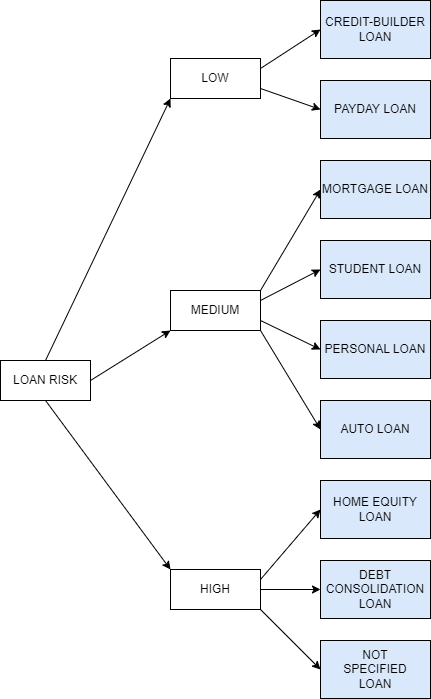 CREDIT-BUILDER
LOAN
LOW
PAYDAY LOAN
MORTGAGE LOAN
STUDENT LOAN
MEDIUM
PERSONAL LOAN
LOAN RISK
AUTO LOAN
HOME EQUITY
LOAN
HIGH
DEBT
CONSOLIDATION
LOAN
NOT
SPECIFIED
LOAN